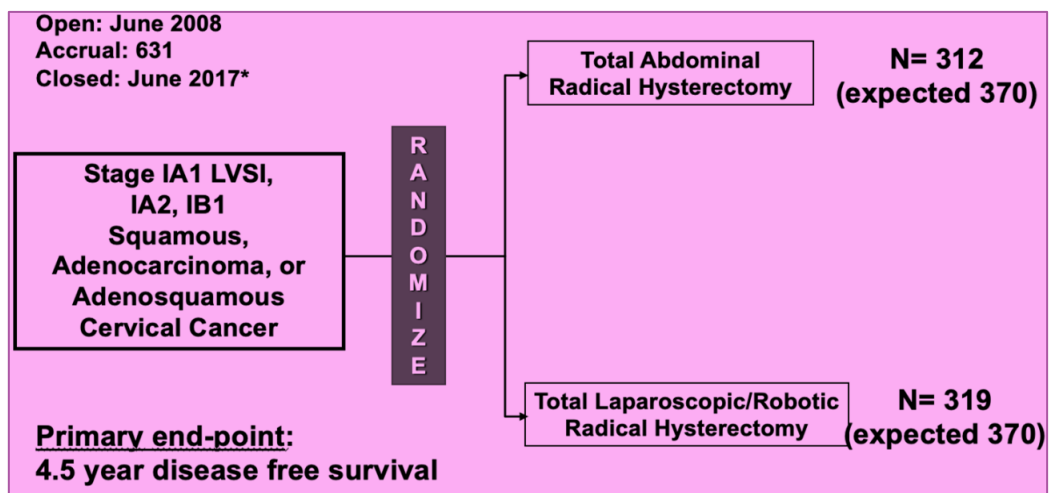 Open: June 2008
Accrual: 631
Closed: June 2017*
Stage IA1 LVSI,
IA2, IB1
Squamous,
Adenocarcinoma, or
Adenosquamous
Cervical Cancer
RANDOMIZE
Total Abdominal
Radical Hysterectomy
N= 312
(expected 370)
Total Laparoscopic/Robotic
Radical Hysterectomy
N= 319
(expected 370)
Primary end-point:
4.5 year disease free survival